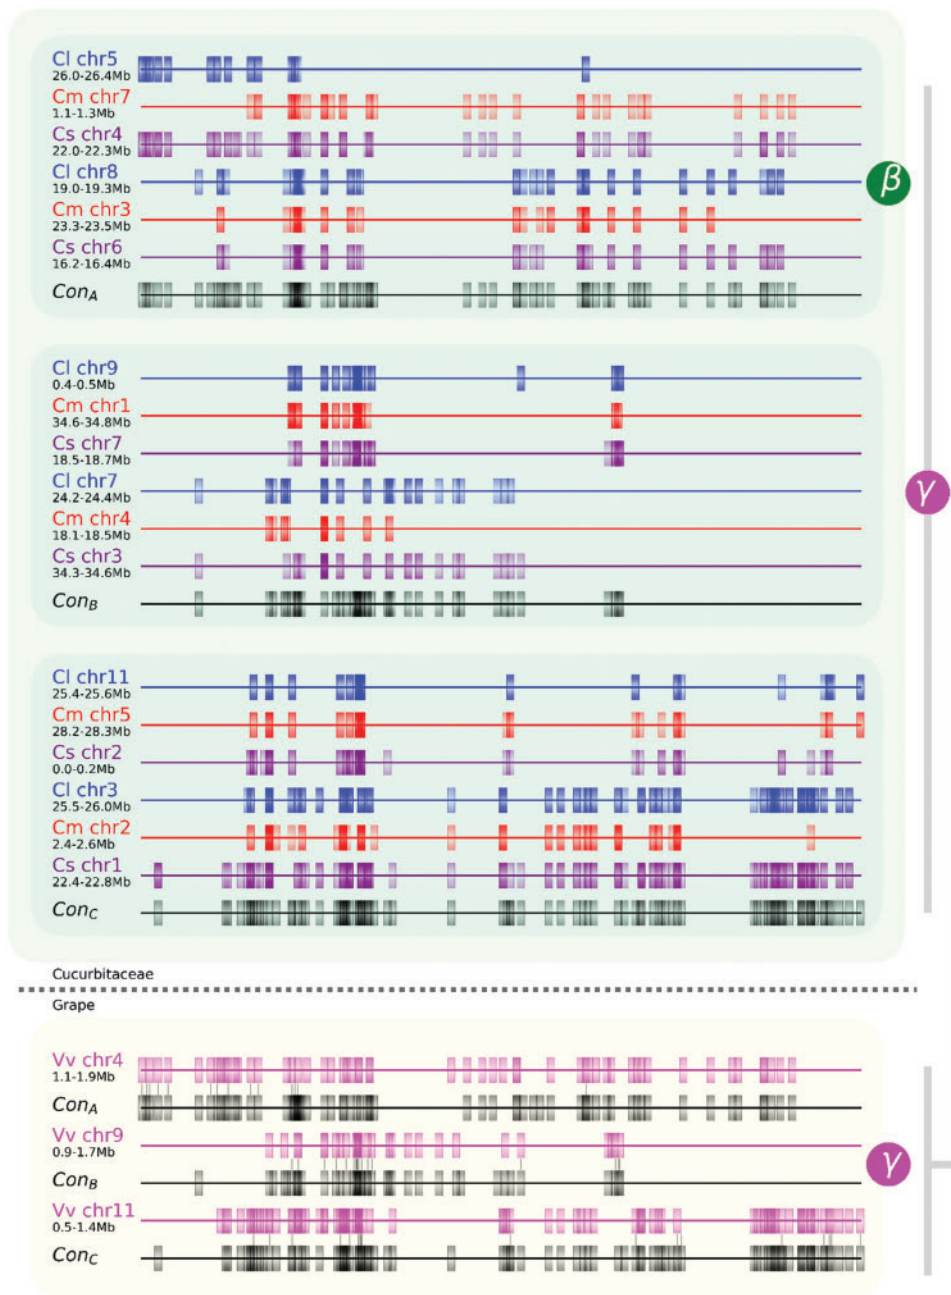 Cl chr5
26.0-26.4Mb
Cm chr7
1.1-1.3Mb
Cs chr4
22.0-22.3Mb
Cl chr8
19.0-19.3Mb
β
Cm chr3
23.3-23.5Mb
Cs chr6
16.2-16.4Mb
ConA
Cl chr9
0.4-0.5Mb
Cm chr1
34.6-34.8Mb
Cs chr7
18.5-18.7Mb
Cl chr7
24.2-24.4Mb
γ
Cm chr4
18.1-18.5Mb
Cs chr3
34.3-34.6Mb
ConB
Cl chr11
25.4-25.6Mb
Cm chr5
28.2-28.3Mb
Cs chr2
0.0-0.2Mb
Cl chr3
25.5-26.0Mb
Cm chr2
2.4-2.6Mb
Cs chr1
22.4-22.8Mb
ConC
Cucurbitaceae
Grape
Vv chr4
1.1-1.9Mb
ConA
Vv chr9
0.9-1.7Mb
γ
ConB
Vv chr11
0.5-1.4Mb
ConC